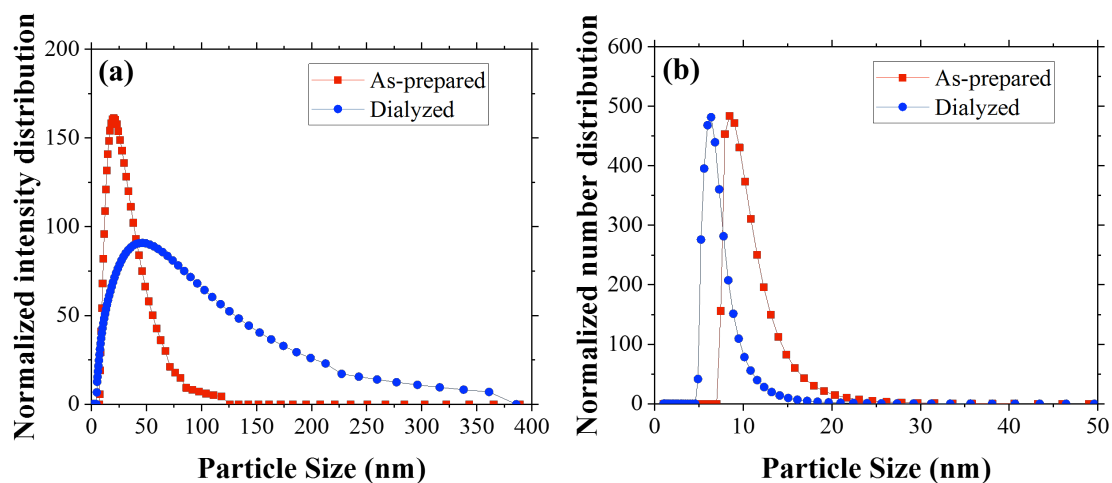 (a)
As-prepared
Dialyzed
Normalized intensity distribution
200
150
100
50
0
0 50 100 150 200 250 300 350 400
Particle Size (nm)
(b)
As-prepared
Dialyzed
Normalized number distribution
600
500
400
300
200
100
0
0 10 20 30 40 50
Particle Size (nm)